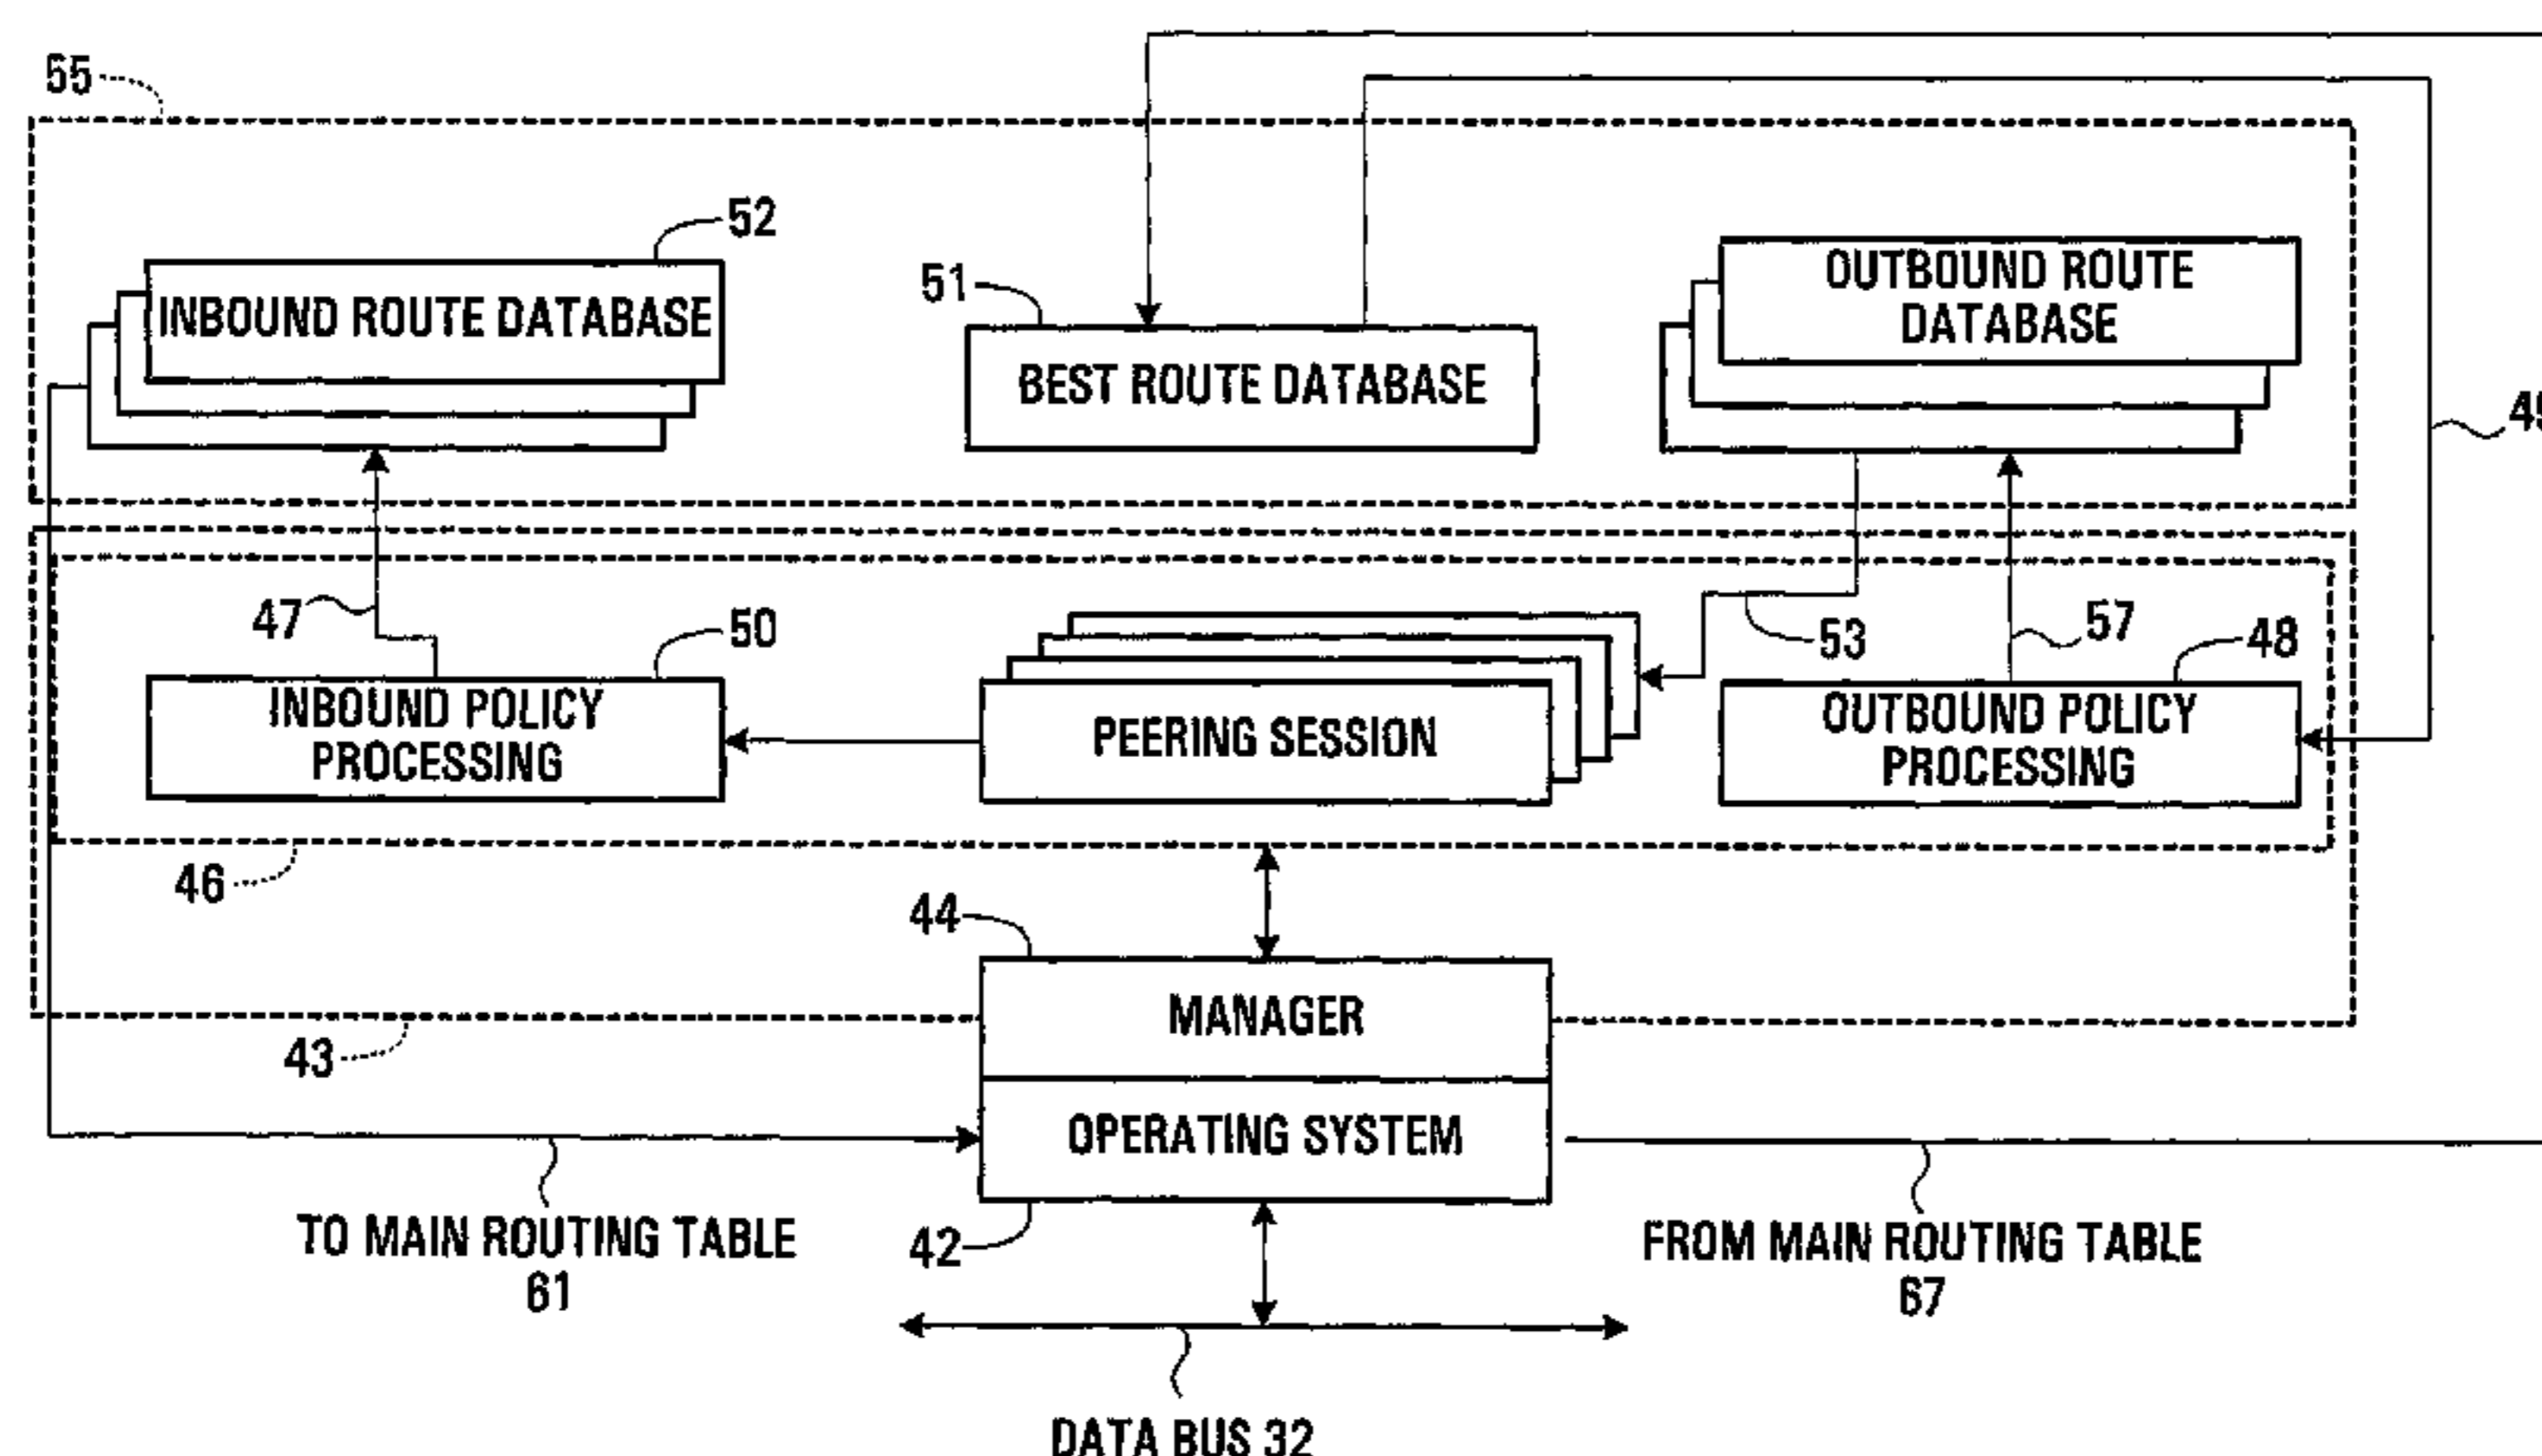 55
52
INBOUND ROUTE DATABASE
51
BEST ROUTE DATABASE
OUTBOUND ROUTE
DATABASE
47
50
INBOUND POLICY
PROCESSING
PEERING SESSION
53
57
48
OUTBOUND POLICY
PROCESSING
46
44
MANAGER
43
OPERATING SYSTEM
42
TO MAIN ROUTING TABLE
61
FROM MAIN ROUTING TABLE
67
DATA BUS 32